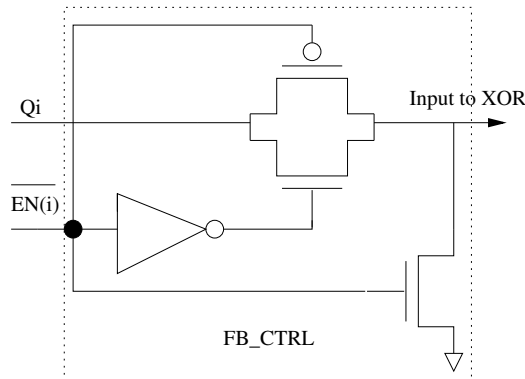 Qi
Input to XOR
EN(i)
FB_CTRL